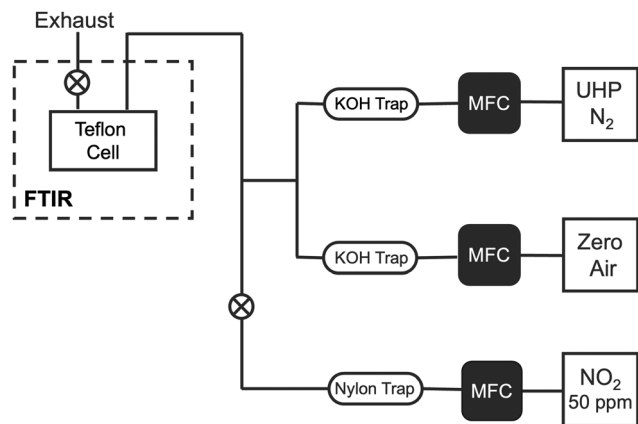 Exhaust
Teflon
Cell
FTIR
KOH Trap
MFC
UHP
N₂
KOH Trap
MFC
Zero
Air
Nylon Trap
MFC
NO₂
50 ppm